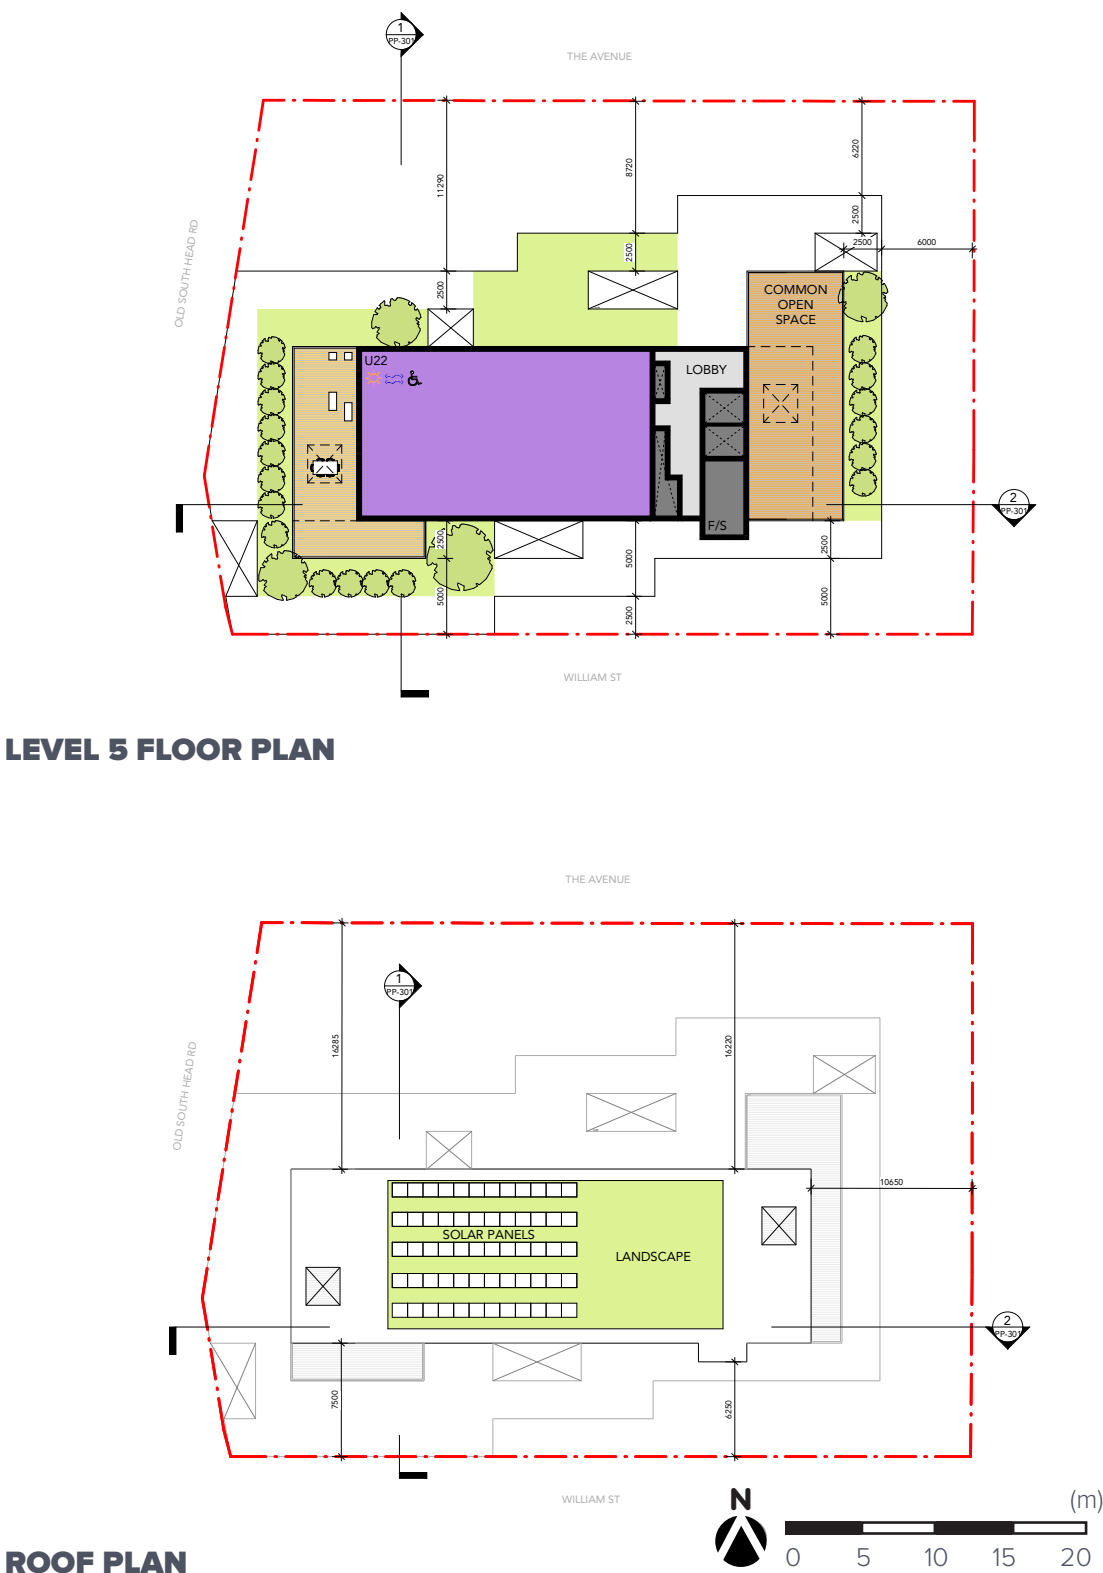 1
PP-301
THE AVENUE
11290
8720
6220
2500
2500
2500
2500
6000
OLD SOUTH HEAD RD
COMMON
OPEN
SPACE
U22
LOBBY
F/S
2
PP-301
2500
5000
2500
5000
2500
5000
WILLIAM ST
LEVEL 5 FLOOR PLAN
THE AVENUE
1
PP-301
16285
16220
OLD SOUTH HEAD RD
10650
SOLAR PANELS
LANDSCAPE
2
PP-301
7500
6250
WILLIAM ST
N
(m)
0 5 10 15 20
ROOF PLAN